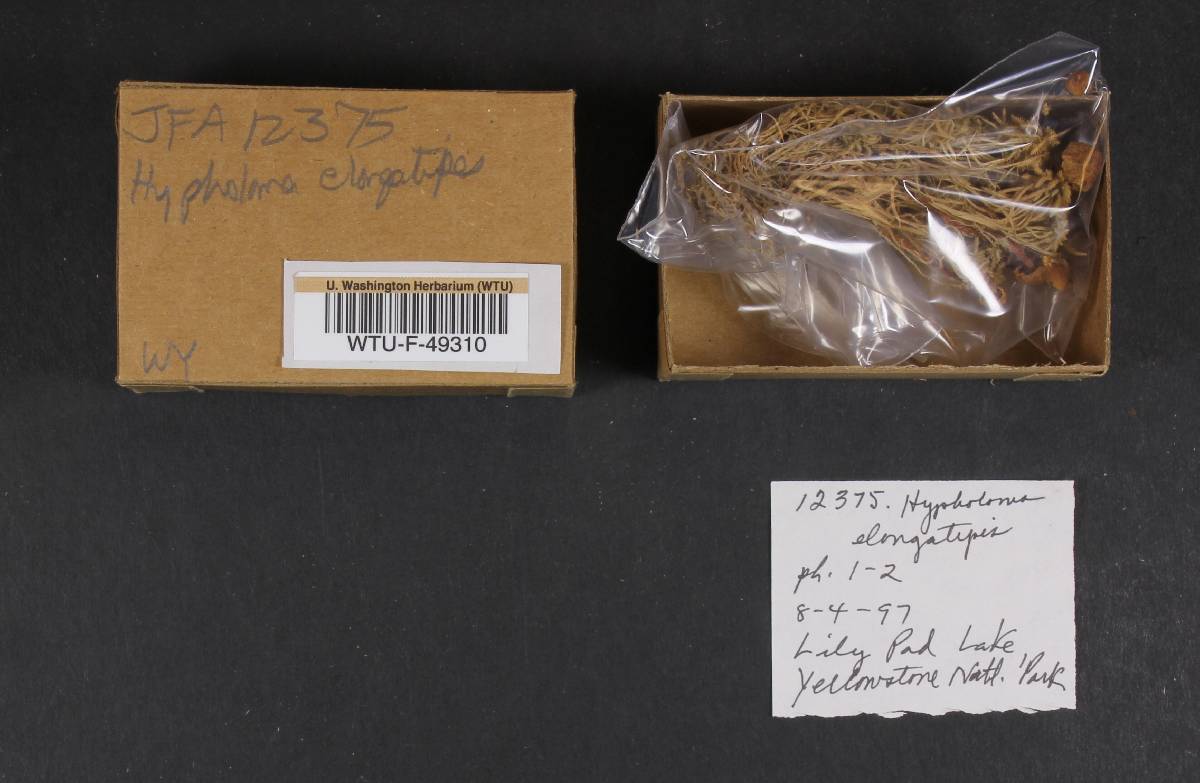 JFA 12375
Hypholoma elongatipes
WY
U. Washington Herbarium (WTU)
WTU-F-49310
12375. Hypholoma
elongatipes
ph. 1-2
8-4-97
Lily Pad Lake
Yellowstone Natl. Park